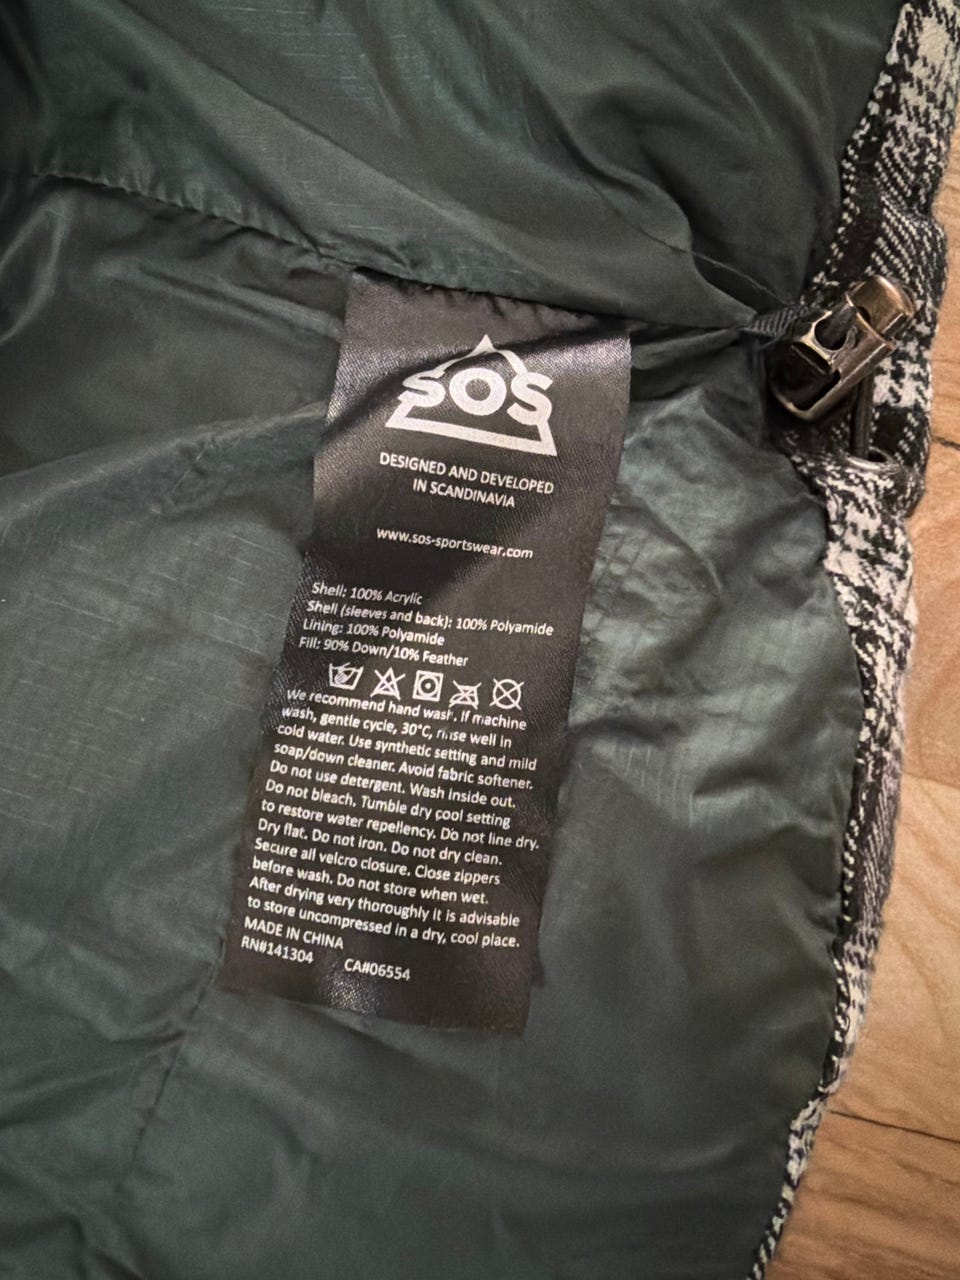 SOS
DESIGNED AND DEVELOPED
IN SCANDINAVIA
www.sos-sportswear.com
Shell: 100% Acrylic
Shell (sleeves and back): 100% Polyamide
Lining: 100% Polyamide
Fill: 90% Down/10% Feather
We recommend hand wash. If machine
wash, gentle cycle, 30°C, rinse well in
cold water. Use synthetic setting and mild
soap/down cleaner. Avoid fabric softener.
Do not use detergent. Wash inside out.
Do not bleach. Tumble dry cool setting
to restore water repellency. Do not line dry.
Dry flat. Do not iron. Do not dry clean.
Secure all velcro closure. Close zippers
before wash. Do not store when wet.
After drying very thoroughly it is advisable
to store uncompressed in a dry, cool place.
MADE IN CHINA
RN#141304 CA#06554